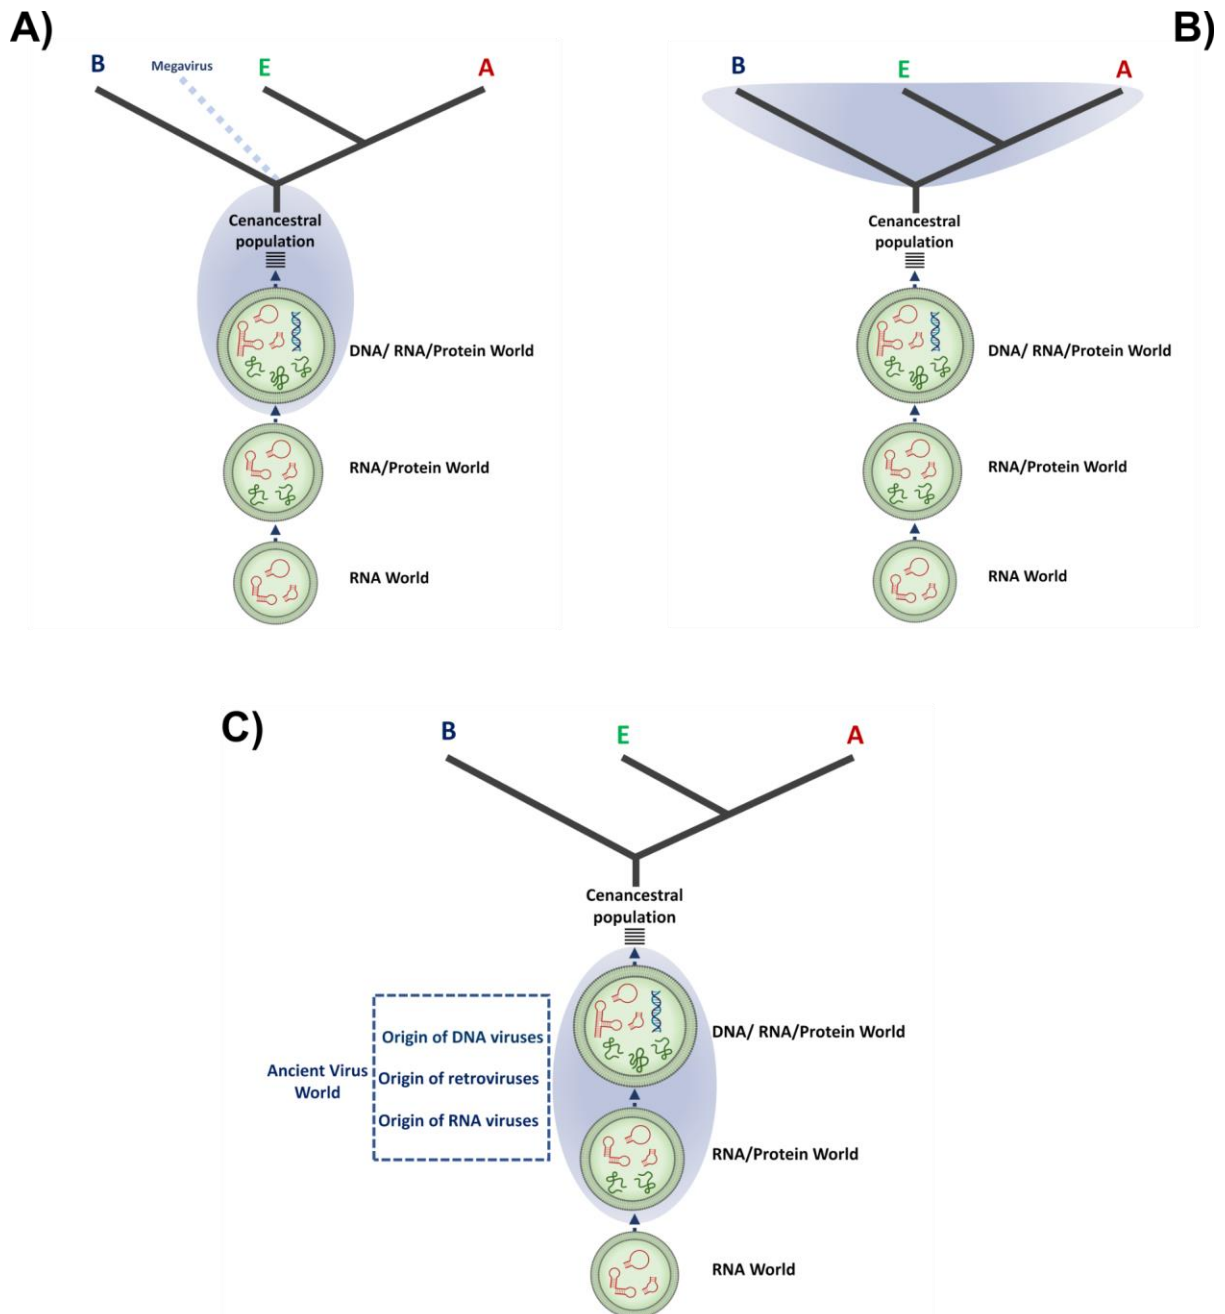 A)
B
Megavirus
E
A
Cenancestral
population
DNA/ RNA/Protein World
RNA/Protein World
RNA World
B)
B
E
A
Cenancestral
population
DNA/ RNA/Protein World
RNA/Protein World
RNA World
C)
B
E
A
Cenancestral
population
Ancient Virus
World
Origin of DNA viruses
Origin of retroviruses
Origin of RNA viruses
DNA/ RNA/Protein World
RNA/Protein World
RNA World